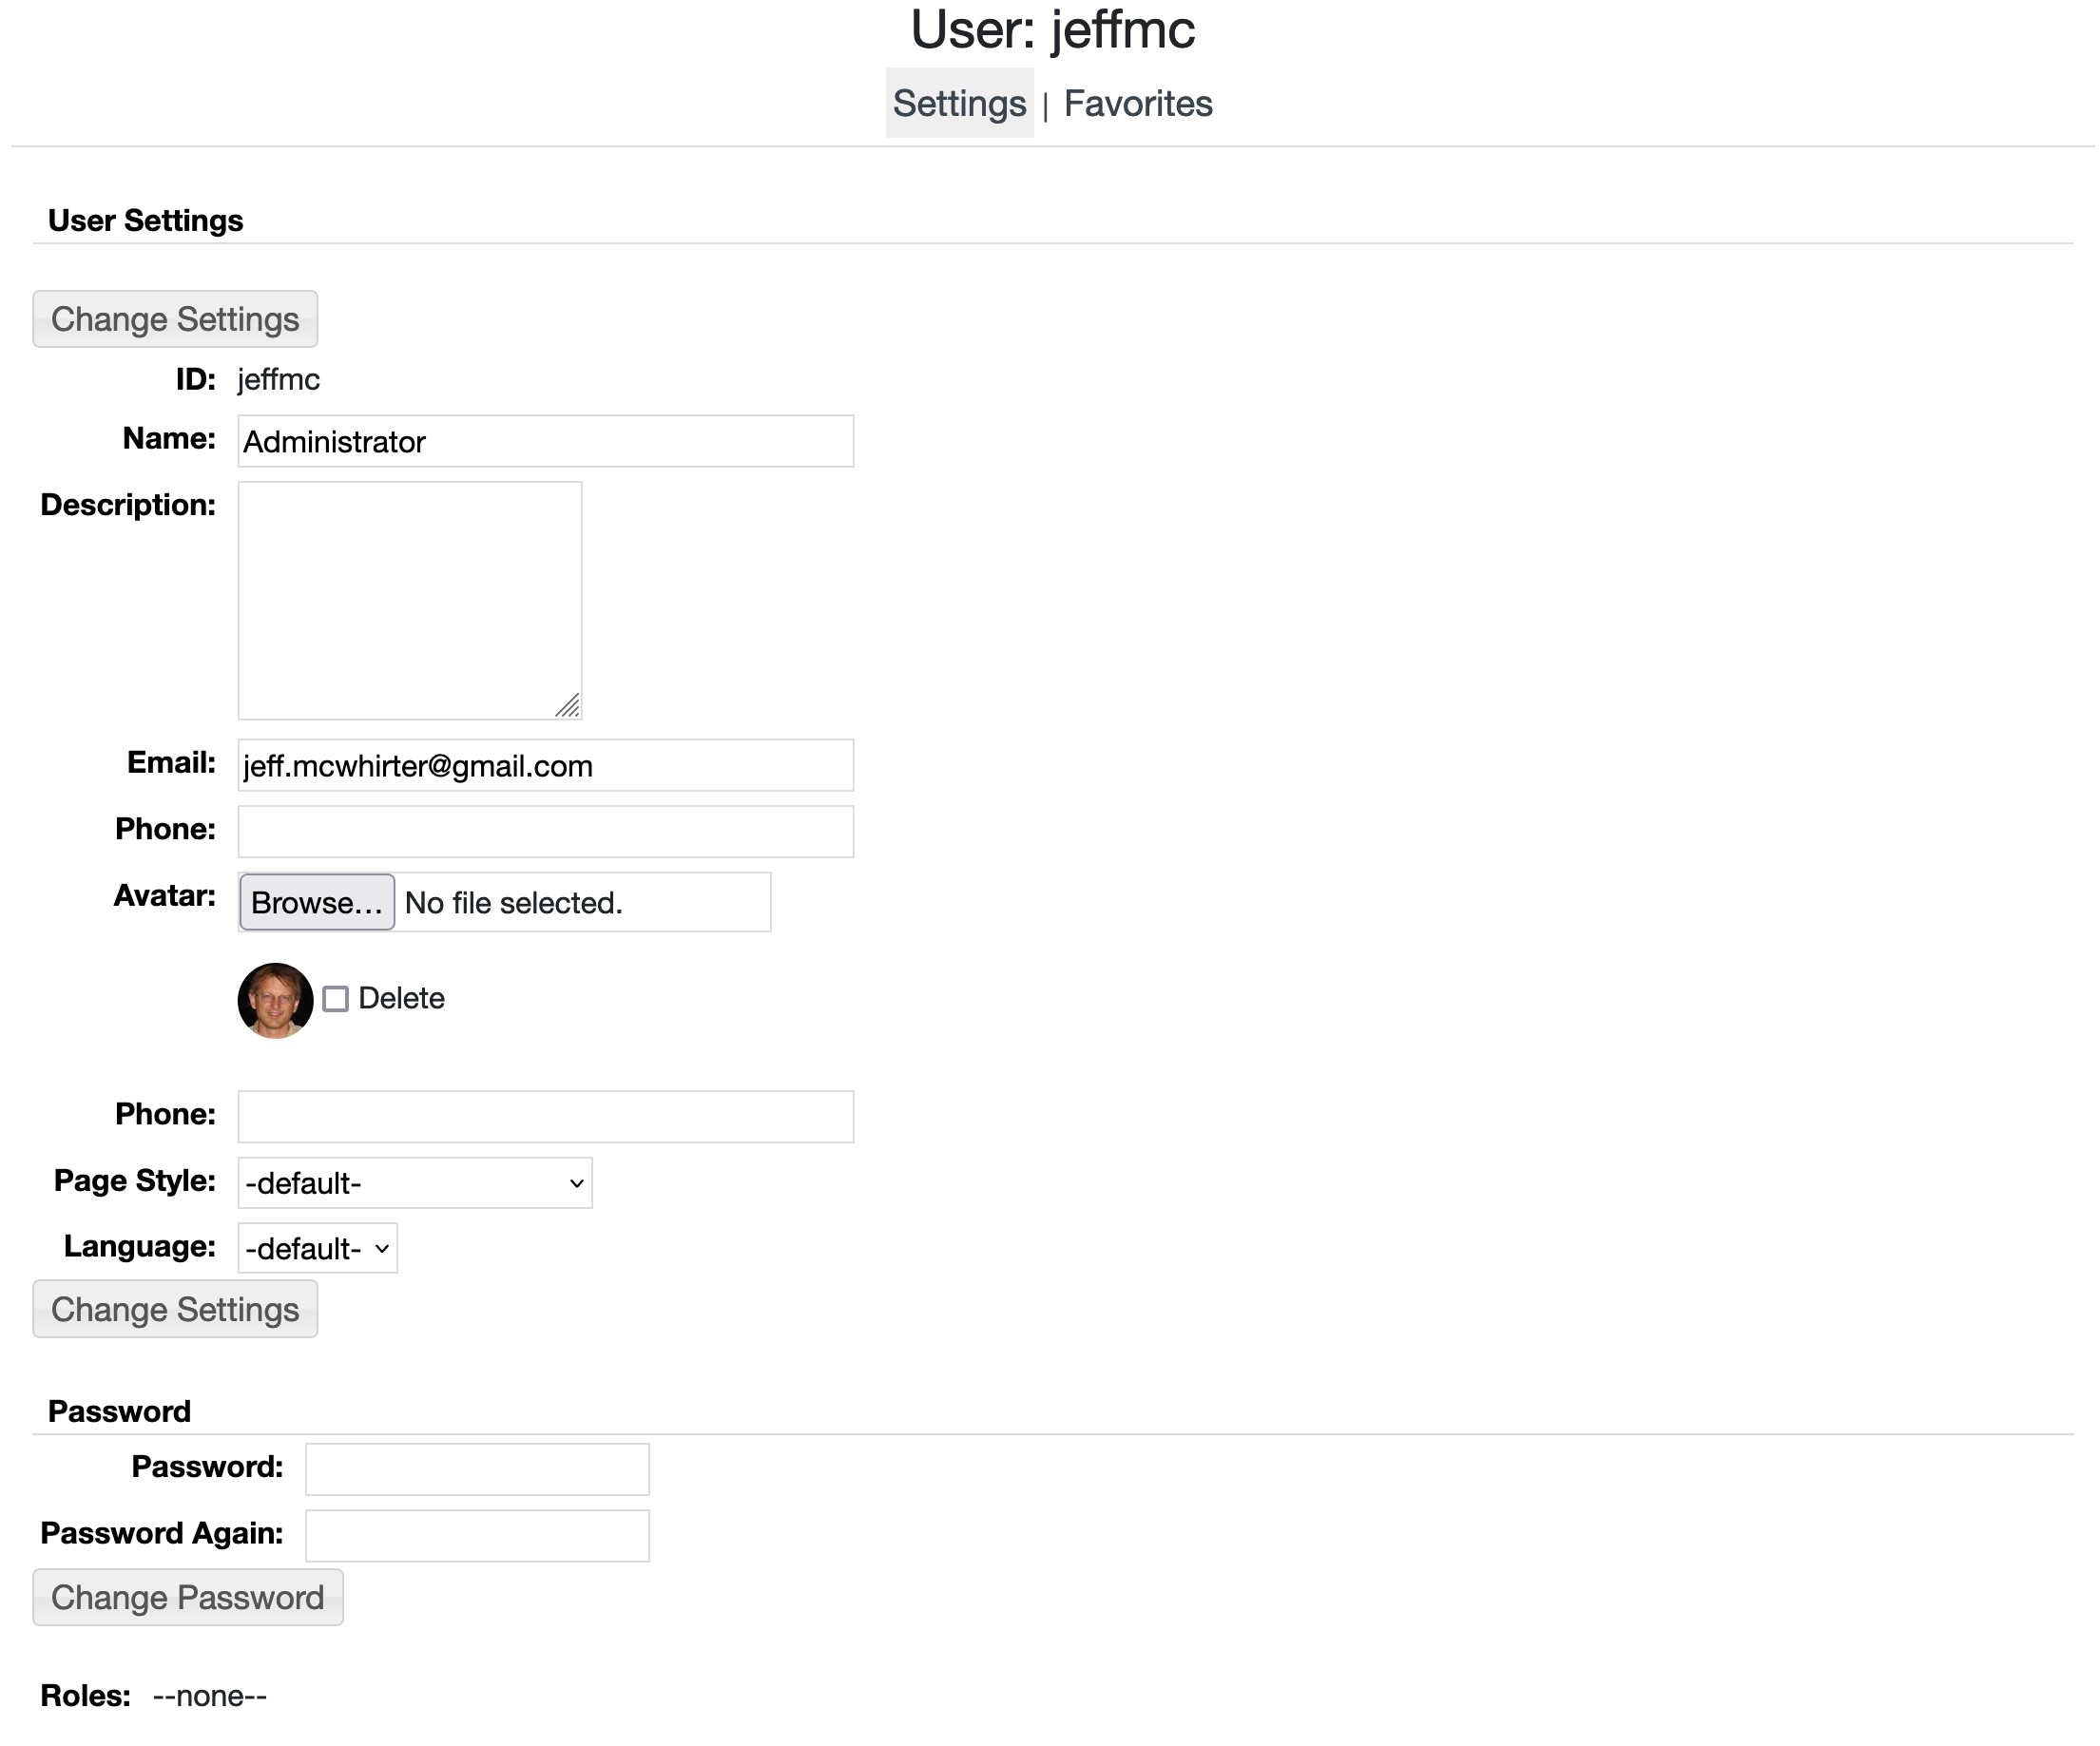 User: jeffmc
Settings | Favorites
User Settings
Change Settings
ID: jeffmc
Name: Administrator
Description:
Email: jeff.mcwhirter@gmail.com
Phone:
Avatar: Browse... No file selected.
Delete
Phone:
Page Style: -default-
Language: -default-
Change Settings
Password
Password:
Password Again:
Change Password
Roles: --none--